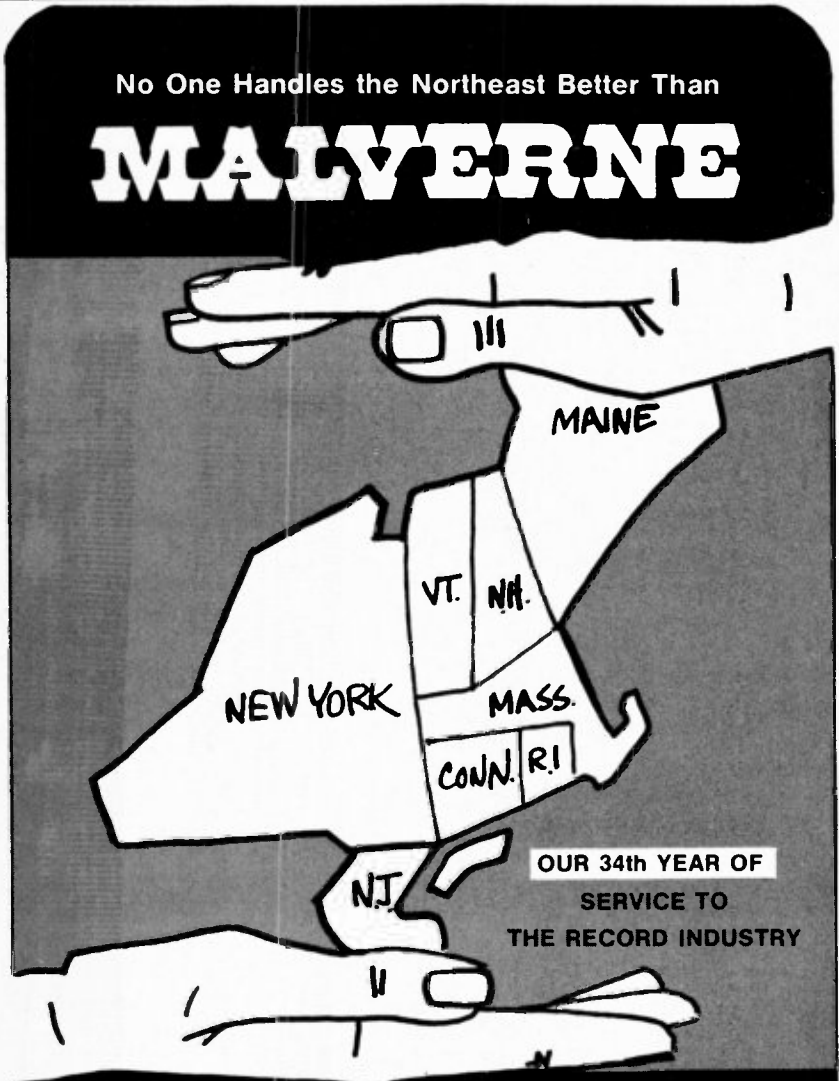 No One Handles the Northeast Better Than
MALVERNE
MAINE
VT.
N.H.
NEW YORK
MASS.
CONN.
R.I
N.J.
OUR 34th YEAR OF
SERVICE TO
THE RECORD INDUSTRY